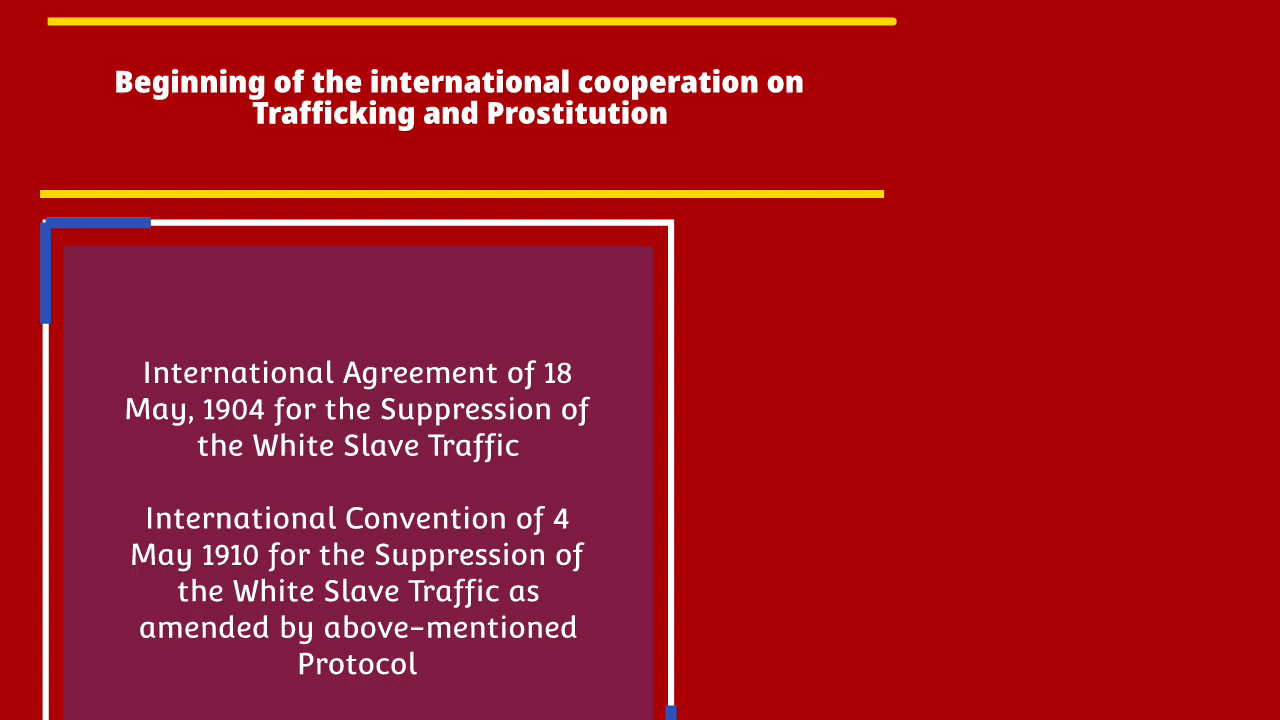 Beginning of the international cooperation on
Trafficking and Prostitution
International Agreement of 18
May, 1904 for the Suppression of
the White Slave Traffic
International Convention of 4
May 1910 for the Suppression of
the White Slave Traffic as
amended by above-mentioned
Protocol